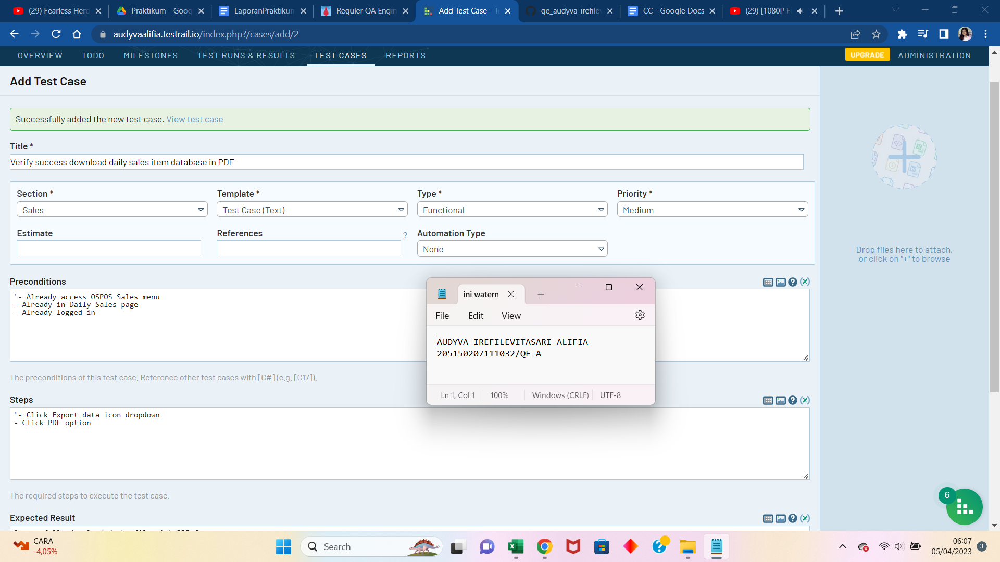 (29) Fearless Hero
Praktikum - Goog
LaporanPraktikum
Reguler QA Engin
Add Test Case - Te
qe_audyva-irefilev
CC - Google Docs
(29) [1080P F
audyvaalifia.testrail.io/index.php?/cases/add/2
OVERVIEW
TODO
MILESTONES
TEST RUNS & RESULTS
TEST CASES
REPORTS
UPGRADE
ADMINISTRATION
Add Test Case
Successfully added the new test case. View test case
Title *
Verify success download daily sales item database in PDF
Section *
Template *
Type *
Priority *
Sales
Test Case (Text)
Functional
Medium
Estimate
References
?
Automation Type
None
Drop files here to attach,
or click on "+" to browse
Preconditions
'- Already access OSPOS Sales menu
- Already in Daily Sales page
- Already logged in
The preconditions of this test case. Reference other test cases with [C#] (e.g. [C17]).
ini watern
File
Edit
View
AUDYVA IREFILEVITASARI ALIFIA
205150207111032/QE-A
Ln 1, Col 1
100%
Windows (CRLF)
UTF-8
Steps
'- Click Export data icon dropdown
- Click PDF option
The required steps to execute the test case.
6
Expected Result
CARA
-4,05%
Search
06:07
05/04/2023
3